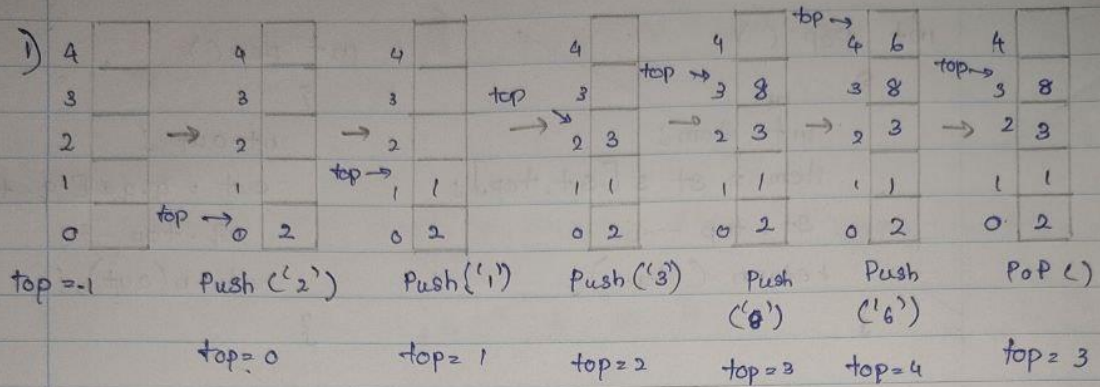 1)
top →
4 4 4 4 4 4 6 4
top → top →
3 3 3 top 3 3 8 3 8 3 8
→ → → → → →
2 2 2 2 3 2 3 2 3 2 3
top →
1 1 1 1 1 1 1 1 1 1 1 1
top →
0 0 2 0 2 0 2 0 2 0 2 0 2
top = -1 Push ('2') Push ('1') Push ('3') Push ('8') Push ('6') PoP ()
top = 0 top = 1 top = 2 top = 3 top = 4 top = 3